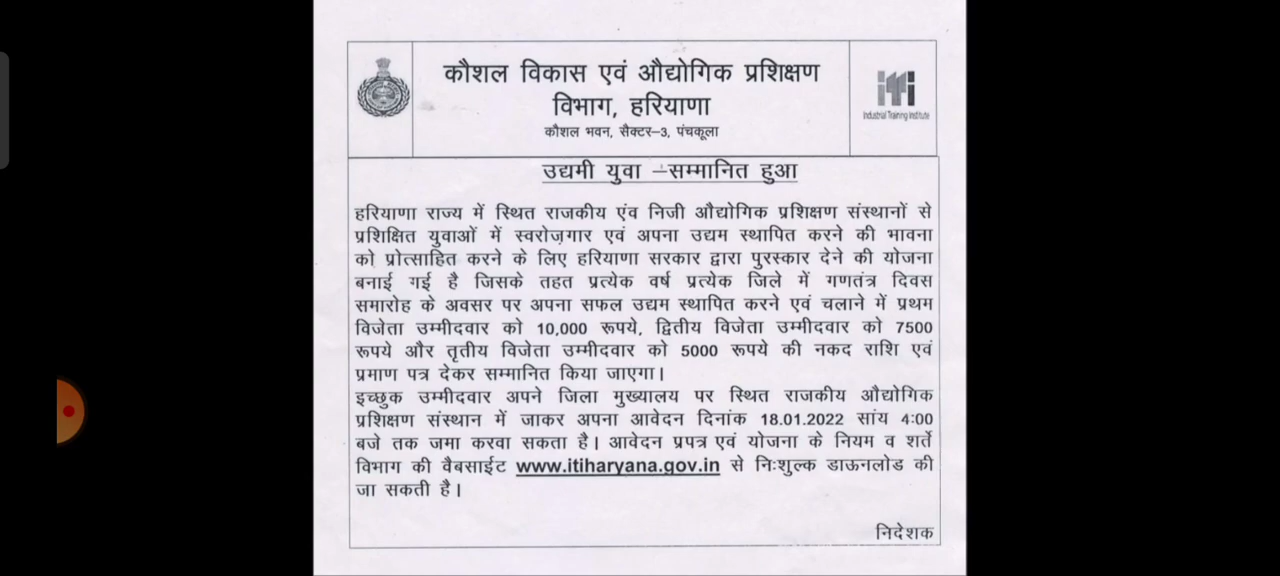 कौशल विकास एवं औद्योगिक प्रशिक्षण
विभाग, हरियाणा
कौशल भवन, सैक्टर–3, पंचकूला
iTi
Industrial Training Institute
उद्यमी युवा –सम्मानित हुआ
हरियाणा राज्य में स्थित राजकीय एंव निजी औद्योगिक प्रशिक्षण संस्थानों से
प्रशिक्षित युवाओं में स्वरोज़गार एवं अपना उद्यम स्थापित करने की भावना
को प्रोत्साहित करने के लिए हरियाणा सरकार द्वारा पुरस्कार देने की योजना
बनाई गई है जिसके तहत प्रत्येक वर्ष प्रत्येक जिले में गणतंत्र दिवस
समारोह के अवसर पर अपना सफल उद्यम स्थापित करने एवं चलाने में प्रथम
विजेता उम्मीदवार को 10,000 रूपये, द्वितीय विजेता उम्मीदवार को 7500
रूपये और तृतीय विजेता उम्मीदवार को 5000 रूपये की नकद राशि एवं
प्रमाण पत्र देकर सम्मानित किया जाएगा।
इच्छुक उम्मीदवार अपने जिला मुख्यालय पर स्थित राजकीय औद्योगिक
प्रशिक्षण संस्थान में जाकर अपना आवेदन दिनांक 18.01.2022 सांय 4:00
बजे तक जमा करवा सकता है। आवेदन प्रपत्र एवं योजना के नियम व शर्ते
विभाग की वैबसाईट www.itiharyana.gov.in से निःशुल्क डाऊनलोड की
जा सकती है।
निदेशक